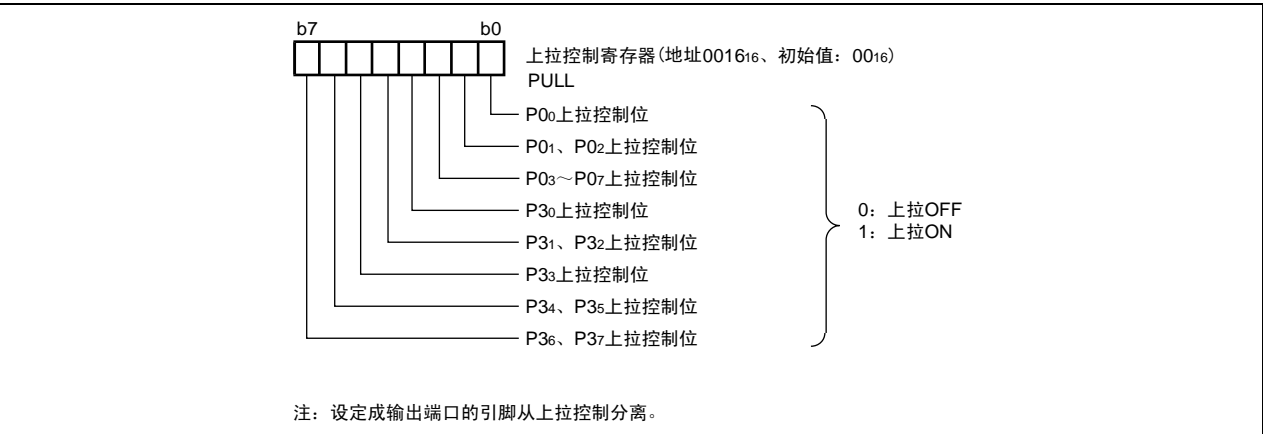 b7 b0
上拉控制寄存器(地址0016₁₆、初始值：00₁₆)
PULL
P0₀上拉控制位
P0₁、P0₂上拉控制位
P0₃～P0₇上拉控制位
P3₀上拉控制位
P3₁、P3₂上拉控制位
P3₃上拉控制位
P3₄、P3₅上拉控制位
P3₆、P3₇上拉控制位
0：上拉OFF
1：上拉ON
注：设定成输出端口的引脚从上拉控制分离。